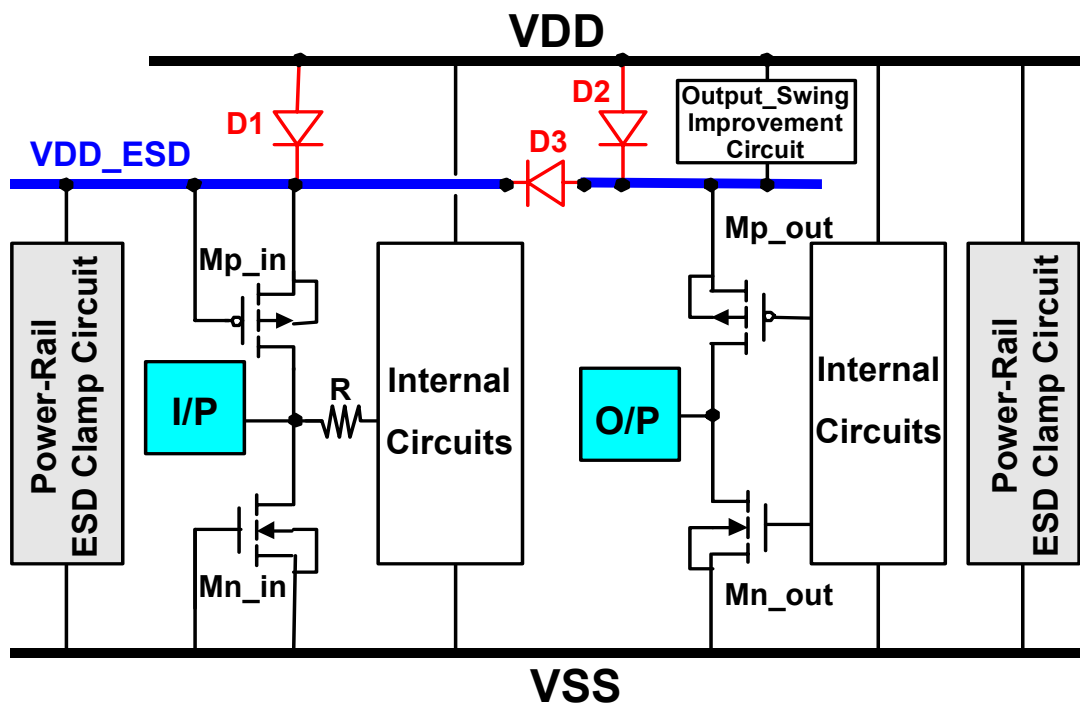 VDD
D1
D2
Output_Swing
Improvement
Circuit
VDD_ESD
D3
Mp_in
Mp_out
Power-Rail
ESD Clamp Circuit
I/P
R
Internal
Circuits
O/P
Internal
Circuits
Power-Rail
ESD Clamp Circuit
Mn_in
Mn_out
VSS